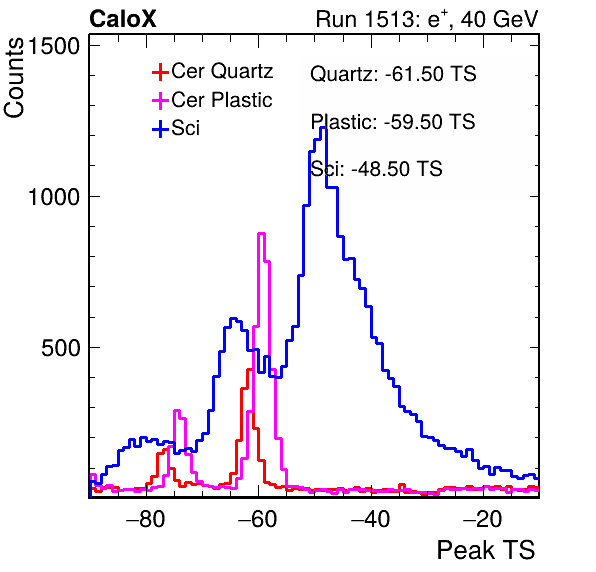 CaloX Run 1513: e⁺, 40 GeV
Counts
1500
1000
500
Cer Quartz
Cer Plastic
Sci
Quartz: -61.50 TS
Plastic: -59.50 TS
Sci: -48.50 TS
−80 −60 −40 −20
Peak TS